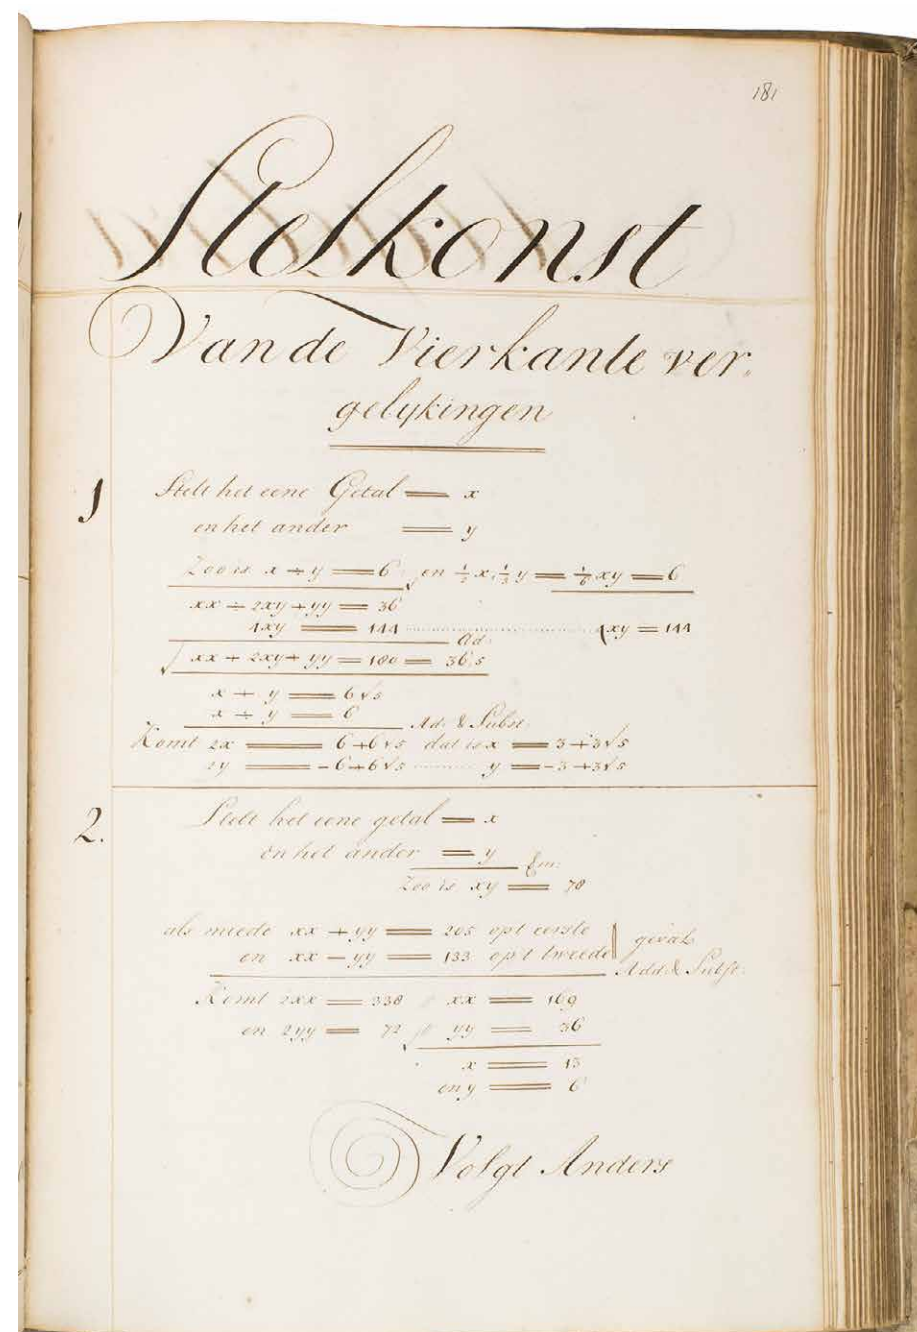 181
Stelkonst
Van de Vierkante ver-
gelykingen
1 Stelt het eene Getal = x
en het ander = y
Zoo is x ÷ y = 6 en ½ x, ⅓ y = ⅙ xy = 6
xx ÷ 2xy + yy = 36
4xy = 144 ........ 4xy = 144
Ad.
√ xx + 2xy + yy = 180 = 36,5
x + y = 6√5
x ÷ y = 6
Ad. & Subst.
Komt 2x = 6+6√5 dat is x = 3+3√5
2y = -6+6√5 ........ y = -3+3√5
2. Stelt het eene getal = x
en het ander = y
Em:
Zoo is xy = 78
als meede xx + yy = 205 op't eerste
en xx - yy = 133 op't tweede geval
Add. & Subst.
Komt 2xx = 338 xx = 169
en 2yy = 72 √ yy = 36
x = 13
en y = 6
Volgt Anders